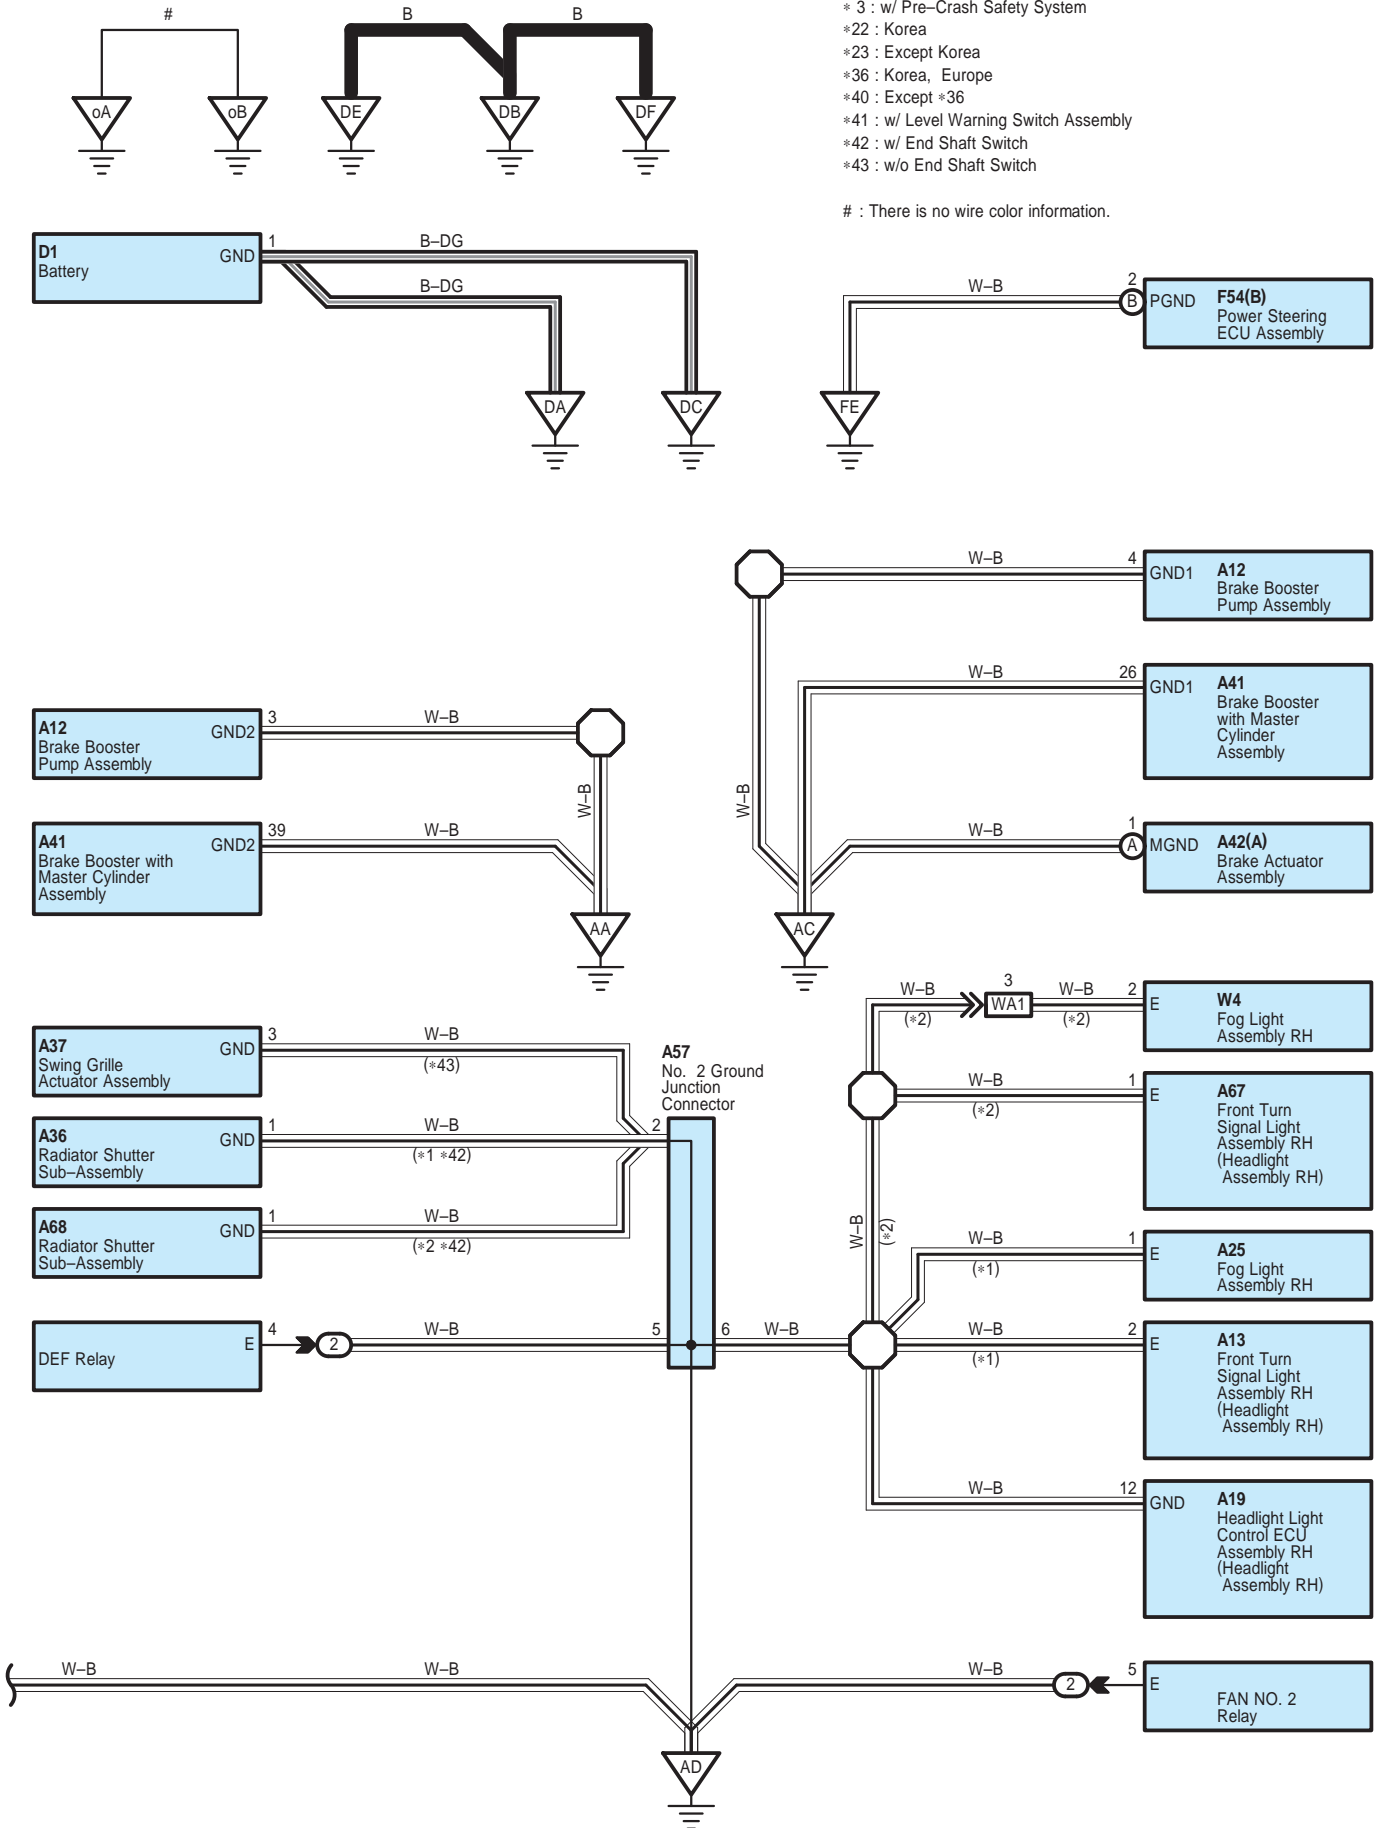 ∗ 3 : w/ Pre–Crash Safety System
∗22 : Korea
∗23 : Except Korea
∗36 : Korea, Europe
∗40 : Except ∗36
∗41 : w/ Level Warning Switch Assembly
∗42 : w/ End Shaft Switch
∗43 : w/o End Shaft Switch
# : There is no wire color information.
#
B
B
oA
oB
DE
DB
DF
D1
Battery
GND
1
B–DG
B–DG
DA
DC
W–B
2
B
PGND
F54(B)
Power Steering
ECU Assembly
FE
W–B
4
GND1
A12
Brake Booster
Pump Assembly
W–B
26
GND1
A41
Brake Booster
with Master
Cylinder
Assembly
A12
Brake Booster
Pump Assembly
GND2
3
W–B
W–B
W–B
A41
Brake Booster with
Master Cylinder
Assembly
GND2
39
W–B
W–B
1
A
MGND
A42(A)
Brake Actuator
Assembly
AA
AC
W–B
(∗2)
3
WA1
W–B
(∗2)
2
E
W4
Fog Light
Assembly RH
A37
Swing Grille
Actuator Assembly
GND
3
W–B
(∗43)
A57
No. 2 Ground
Junction
Connector
W–B
(∗2)
1
E
A67
Front Turn
Signal Light
Assembly RH
(Headlight
Assembly RH)
A36
Radiator Shutter
Sub–Assembly
GND
1
W–B
(∗1 ∗42)
2
A68
Radiator Shutter
Sub–Assembly
GND
1
W–B
(∗2 ∗42)
W–B
(∗2)
W–B
(∗1)
1
E
A25
Fog Light
Assembly RH
DEF Relay
E
4
2
W–B
5
6
W–B
W–B
(∗1)
2
E
A13
Front Turn
Signal Light
Assembly RH
(Headlight
Assembly RH)
W–B
12
GND
A19
Headlight Light
Control ECU
Assembly RH
(Headlight
Assembly RH)
W–B
W–B
W–B
2
5
E
FAN NO. 2
Relay
AD